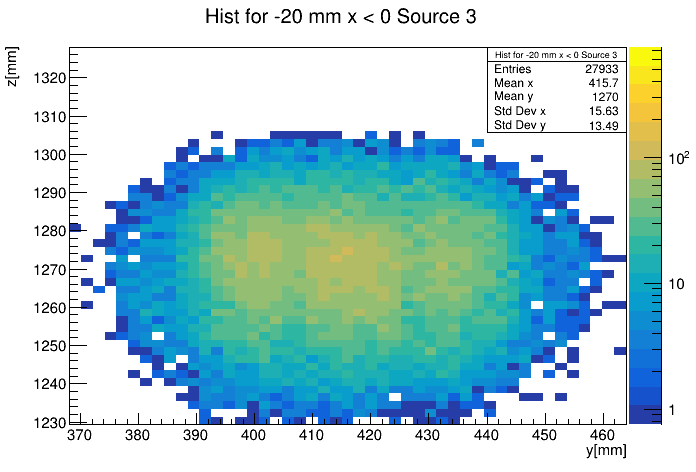 Hist for -20 mm x < 0 Source 3
z[mm]
Hist for -20 mm x < 0 Source 3
Entries 27933
Mean x 415.7
Mean y 1270
Std Dev x 15.63
Std Dev y 13.49
1320
1310
1300
1290
1280
1270
1260
1250
1240
1230
10²
10
1
370 380 390 400 410 420 430 440 450 460
y[mm]